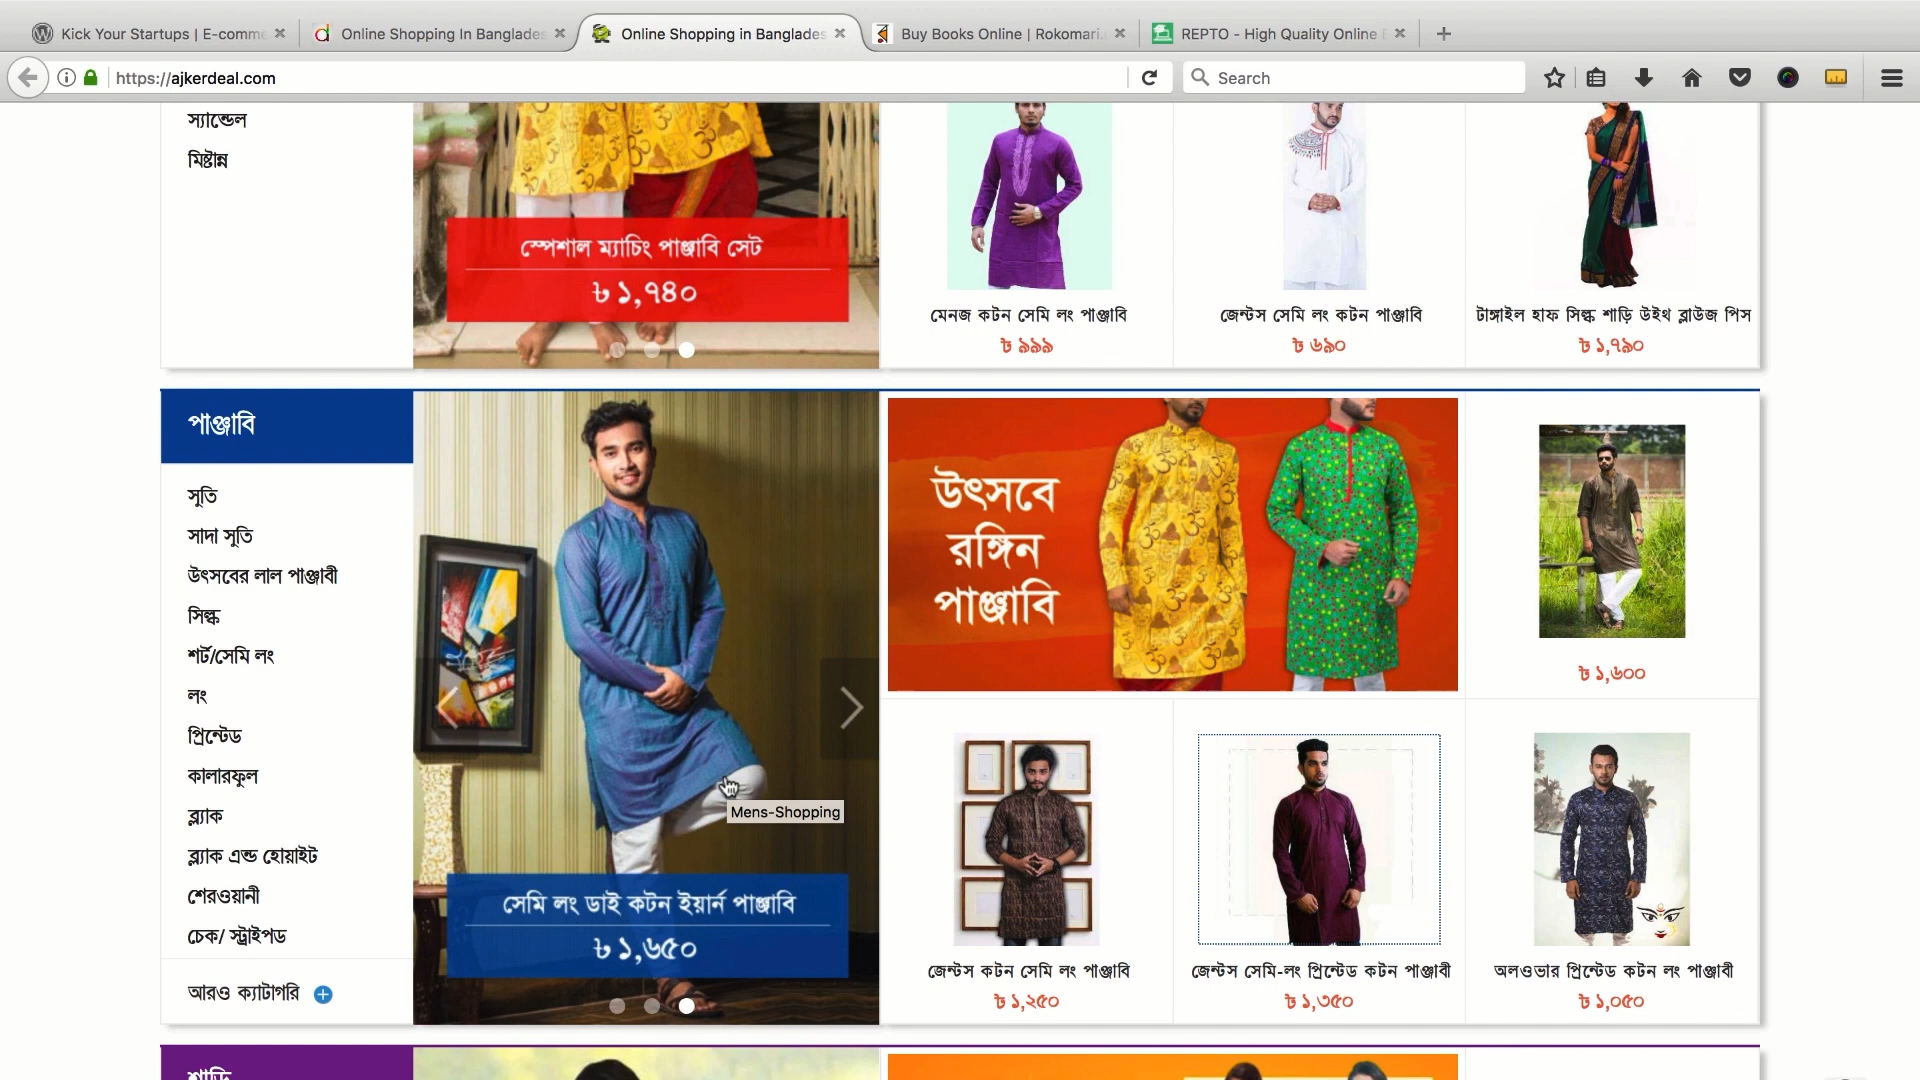 Kick Your Startups | E-comme
Online Shopping In Banglades
Online Shopping in Banglades
Buy Books Online | Rokomari.
REPTO - High Quality Online E
https://ajkerdeal.com
Search
স্যান্ডেল
মিষ্টান্ন
স্পেশাল ম্যাচিং পাঞ্জাবি সেট
৳ ১,৭৪০
মেনজ কটন সেমি লং পাঞ্জাবি
৳ ৯৯৯
জেন্টস সেমি লং কটন পাঞ্জাবি
৳ ৬৯০
টাঙ্গাইল হাফ সিল্ক শাড়ি উইথ ব্লাউজ পিস
৳ ১,৭৯০
পাঞ্জাবি
সুতি
সাদা সুতি
উৎসবের লাল পাঞ্জাবী
সিল্ক
শর্ট/সেমি লং
লং
প্রিন্টেড
কালারফুল
ব্ল্যাক
ব্ল্যাক এন্ড হোয়াইট
শেরওয়ানী
চেক/ স্ট্রাইপড
আরও ক্যাটাগরি
Mens-Shopping
সেমি লং ডাই কটন ইয়ার্ন পাঞ্জাবি
৳ ১,৬৫০
উৎসবে
রঙ্গিন
পাঞ্জাবি
৳ ১,৬০০
জেন্টস কটন সেমি লং পাঞ্জাবি
৳ ১,২৫০
জেন্টস সেমি-লং প্রিন্টেড কটন পাঞ্জাবী
৳ ১,৩৫০
অলওভার প্রিন্টেড কটন লং পাঞ্জাবী
৳ ১,০৫০
শাড়ি